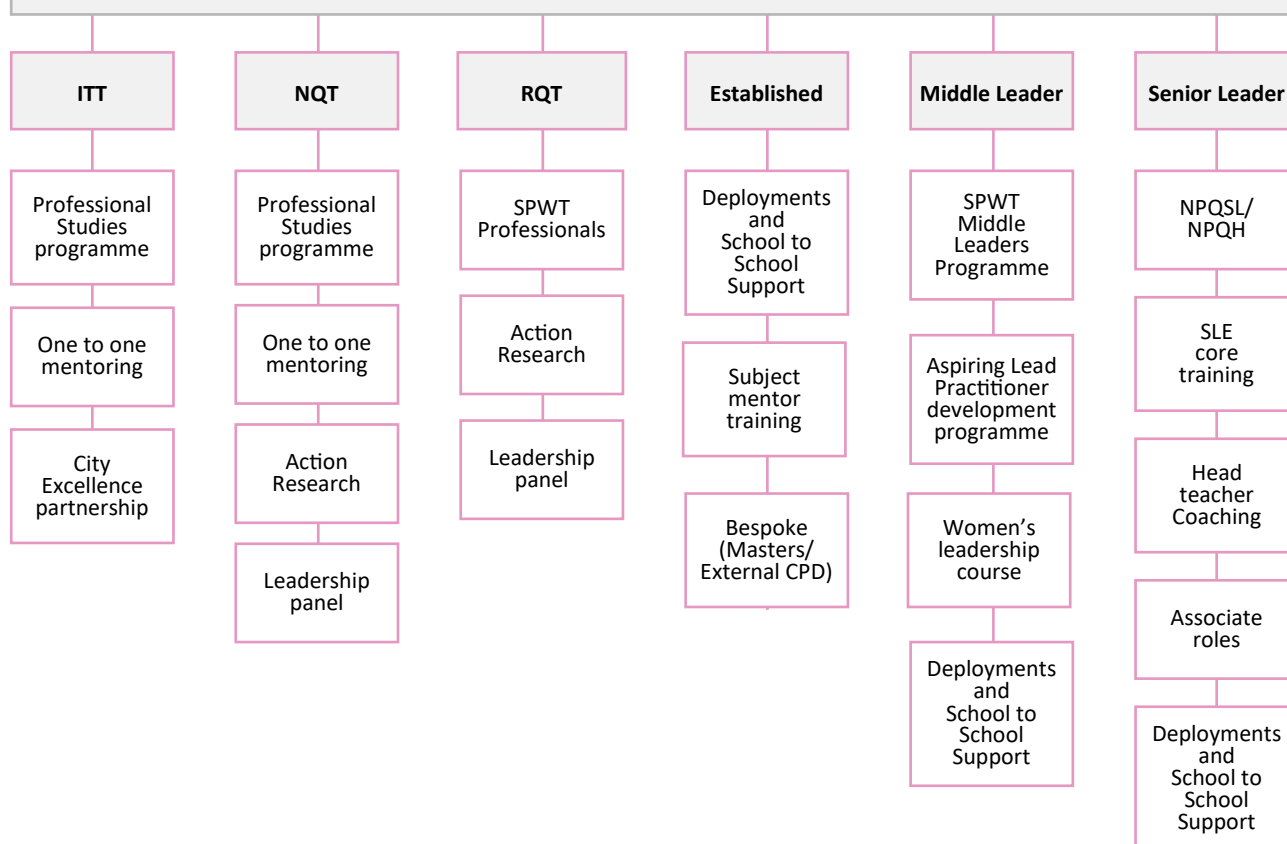 ITT
Professional
Studies
programme
One to one
mentoring
City
Excellence
partnership
NQT
Professional
Studies
programme
One to one
mentoring
Action
Research
Leadership
panel
RQT
SPWT
Professionals
Action
Research
Leadership
panel
Established
Deployments
and
School to
School
Support
Subject
mentor
training
Bespoke
(Masters/
External CPD)
Middle Leader
SPWT
Middle
Leaders
Programme
Aspiring Lead
Practitioner
development
programme
Women’s
leadership
course
Deployments
and
School to
School
Support
Senior Leader
NPQSL/
NPQH
SLE
core
training
Head
teacher
Coaching
Associate
roles
Deployments
and
School to
School
Support